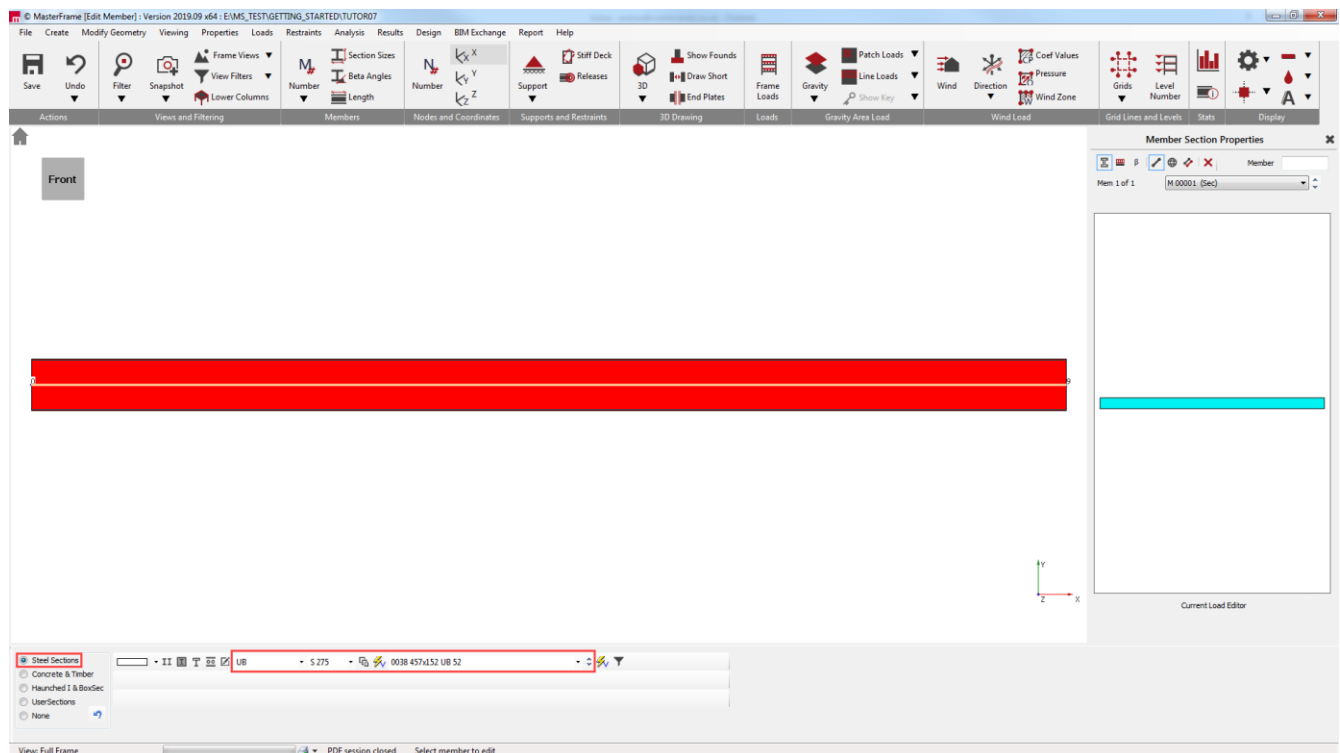 © MasterFrame [Edit Member] : Version 2019.09 x64 : E:\MS_TEST\GETTING_STARTED\TUTOR07
File Create Modify Geometry Viewing Properties Loads Restraints Analysis Results Design BIM Exchange Report Help
Save Undo Filter Snapshot Frame Views View Filters Lower Columns
Number Section Sizes Beta Angles Length
Number X Y Z
Support Stiff Deck Releases
3D Show Founds Draw Short End Plates
Frame Loads
Gravity Patch Loads Line Loads Show Key
Wind Direction Coef Values Pressure Wind Zone
Grids Level Number
Actions Views and Filtering Members Nodes and Coordinates Supports and Restraints 3D Drawing Loads Gravity Area Load Wind Load Grid Lines and Levels Stats Display
Front
Member Section Properties
β Member
Mem 1 of 1 M 00001 (Sec)
0 9
Y
Z X
Current Load Editor
Steel Sections UB S 275 0038 457x152 UB 52
Concrete & Timber
Haunched I & BoxSec
UserSections
None
View: Full Frame PDF session closed Select member to edit